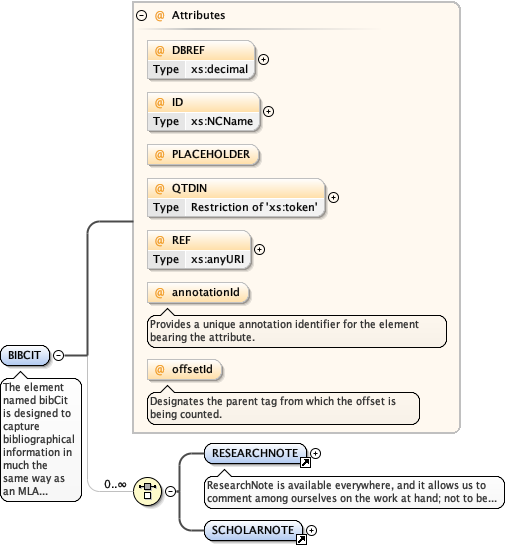 @ Attributes
@ DBREF
Type xs:decimal
@ ID
Type xs:NCName
@ PLACEHOLDER
@ QTDIN
Type Restriction of 'xs:token'
@ REF
Type xs:anyURI
@ annotationId
Provides a unique annotation identifier for the element
bearing the attribute.
@ offsetId
Designates the parent tag from which the offset is
being counted.
BIBCIT
The element
named bibCit
is designed to
capture
bibliographical
information in
much the
same way as
an MLA...
0..∞
RESEARCHNOTE
ResearchNote is available everywhere, and it allows us to
comment among ourselves on the work at hand; not to be...
SCHOLARNOTE